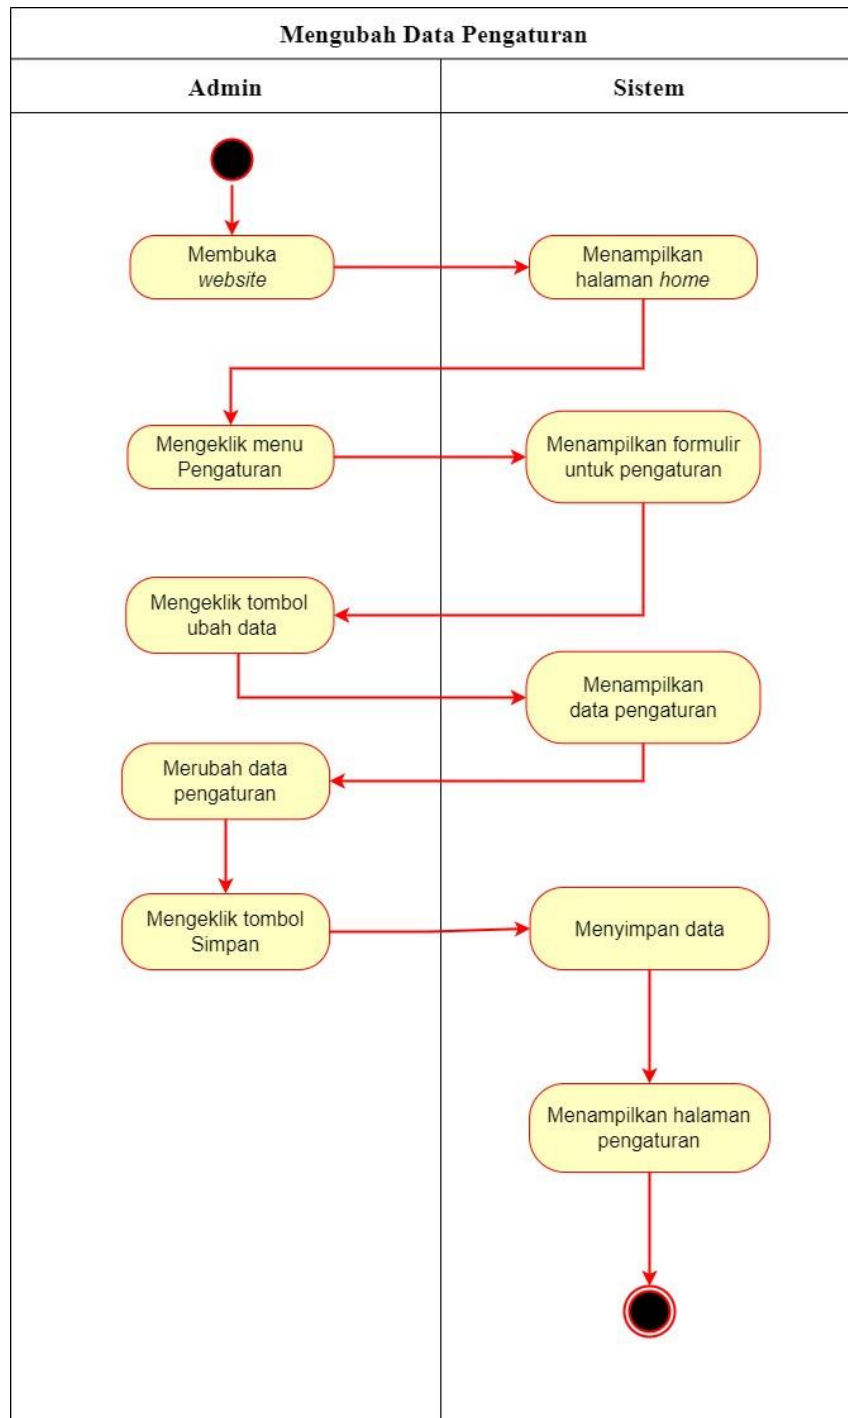 Mengubah Data Pengaturan
Admin
Sistem
Membuka
website
Menampilkan
halaman home
Mengeklik menu
Pengaturan
Menampilkan formulir
untuk pengaturan
Mengeklik tombol
ubah data
Menampilkan
data pengaturan
Merubah data
pengaturan
Mengeklik tombol
Simpan
Menyimpan data
Menampilkan halaman
pengaturan